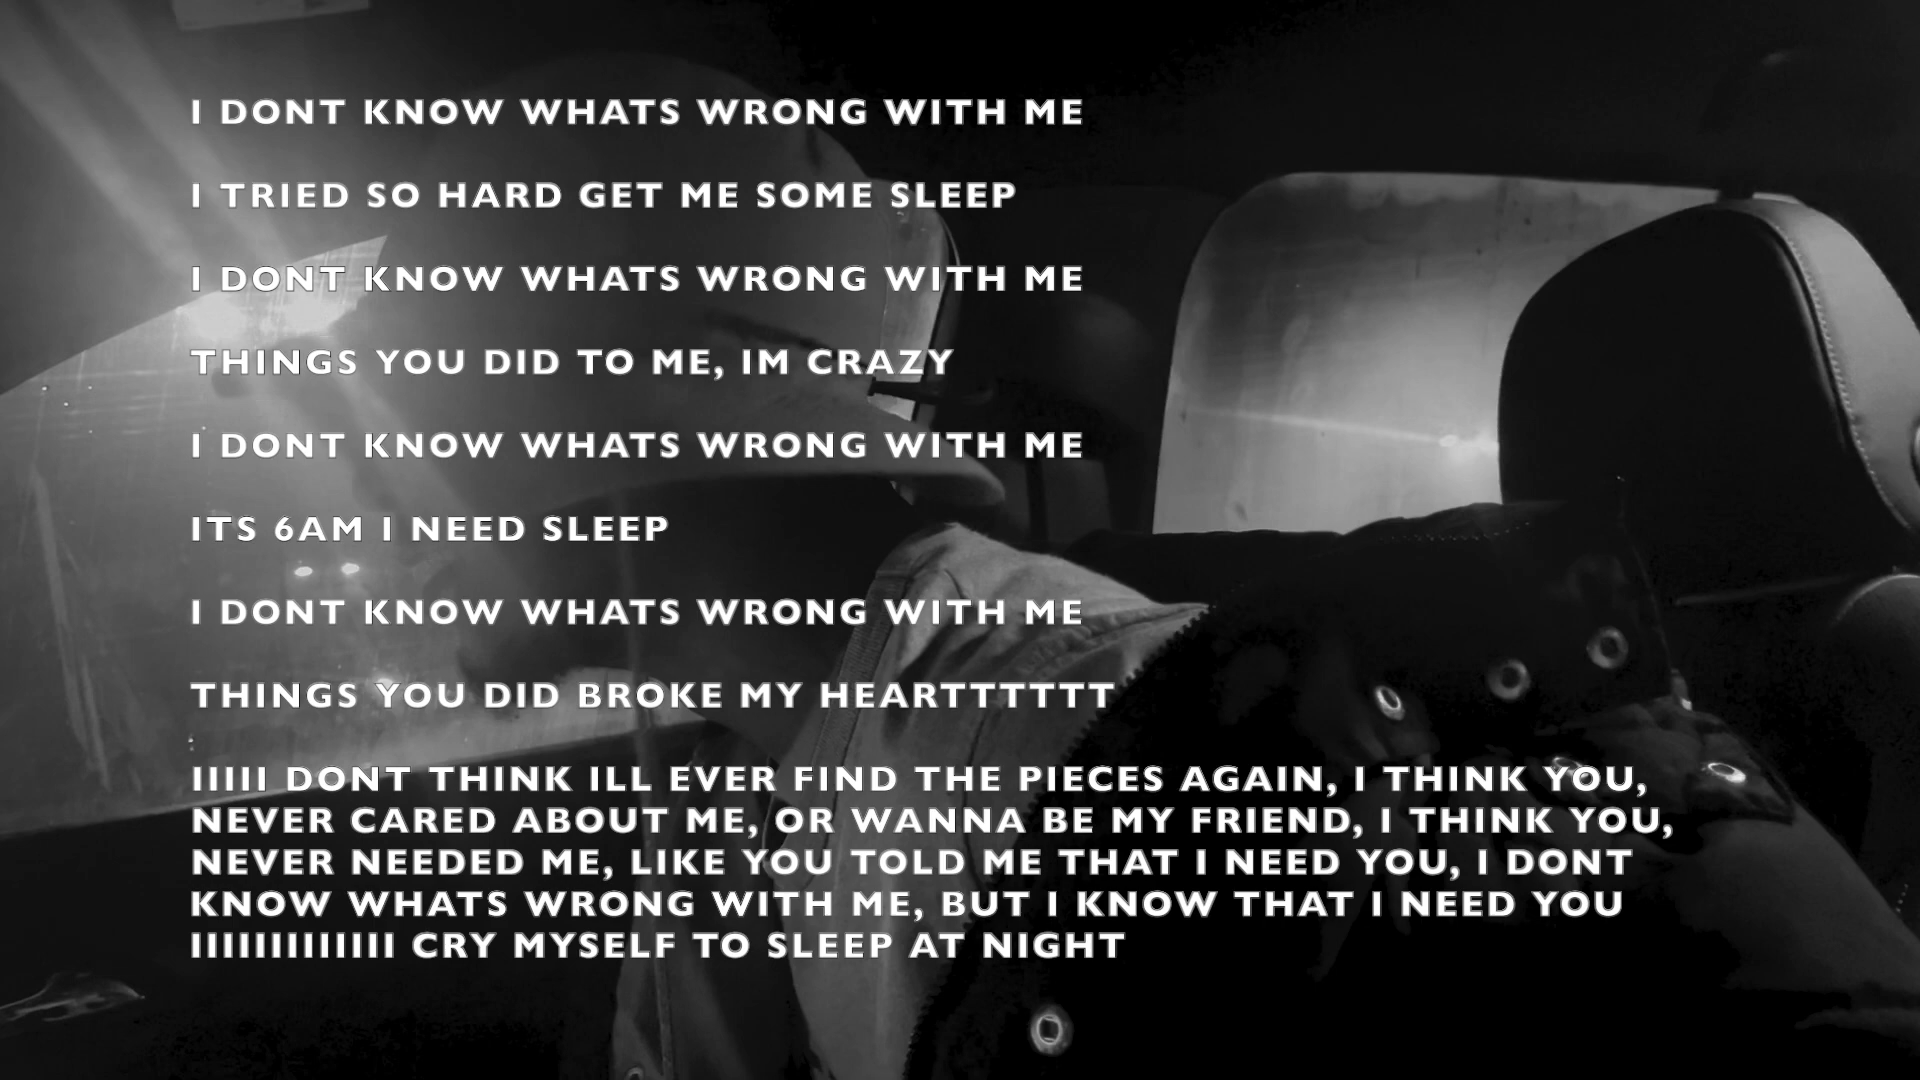 I DONT KNOW WHATS WRONG WITH ME
I TRIED SO HARD GET ME SOME SLEEP
I DONT KNOW WHATS WRONG WITH ME
THINGS YOU DID TO ME, IM CRAZY
I DONT KNOW WHATS WRONG WITH ME
ITS 6AM I NEED SLEEP
I DONT KNOW WHATS WRONG WITH ME
THINGS YOU DID BROKE MY HEARTTTTTT
IIIII DONT THINK ILL EVER FIND THE PIECES AGAIN, I THINK YOU,
NEVER CARED ABOUT ME, OR WANNA BE MY FRIEND, I THINK YOU,
NEVER NEEDED ME, LIKE YOU TOLD ME THAT I NEED YOU, I DONT
KNOW WHATS WRONG WITH ME, BUT I KNOW THAT I NEED YOU
IIIIIIIIIIIII CRY MYSELF TO SLEEP AT NIGHT